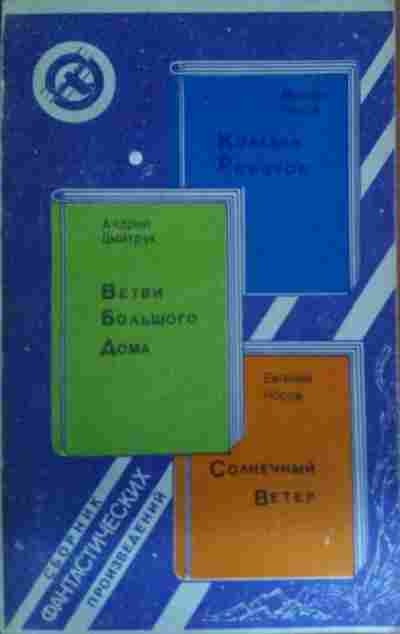 Ветви
Большого
Дома
Андрей
Дмитрук
Евгений
Носов
Солнечный
Ветер
Сборник
фантастических
произведений